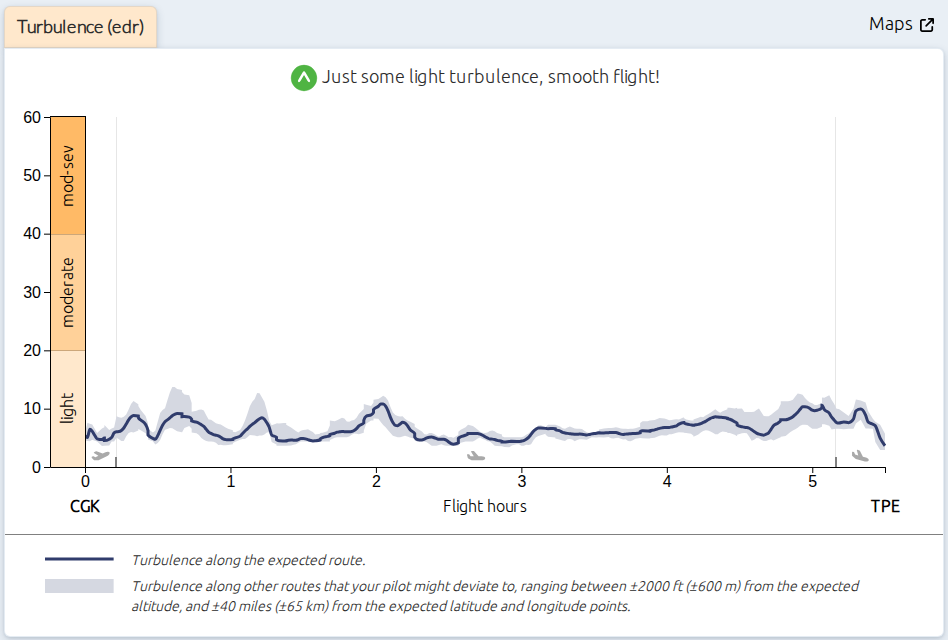 Turbulence (edr)
Maps
Just some light turbulence, smooth flight!
60
50
40
30
20
10
0
mod-sev
moderate
light
0 1 2 3 4 5
CGK Flight hours TPE
Turbulence along the expected route.
Turbulence along other routes that your pilot might deviate to, ranging between ±2000 ft (±600 m) from the expected
altitude, and ±40 miles (±65 km) from the expected latitude and longitude points.